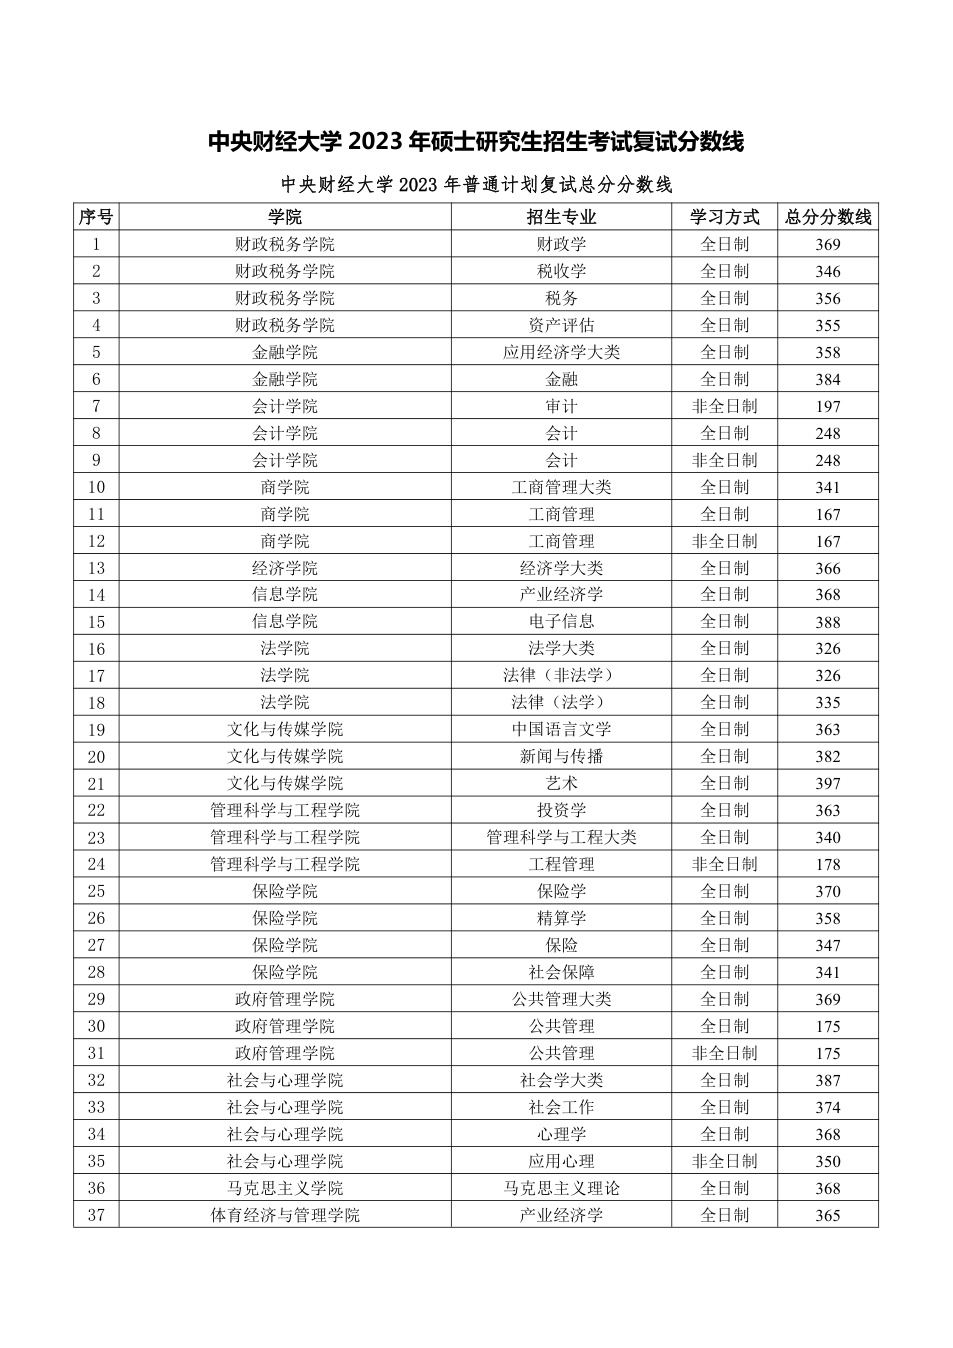 中央财经大学 2023 年硕士研究生招生考试复试分数线
中央财经大学 2023 年普通计划复试总分分数线
序号 学院 招生专业 学习方式 总分分数线
1 财政税务学院 财政学 全日制 369
2 财政税务学院 税收学 全日制 346
3 财政税务学院 税务 全日制 356
4 财政税务学院 资产评估 全日制 355
5 金融学院 应用经济学大类 全日制 358
6 金融学院 金融 全日制 384
7 会计学院 审计 非全日制 197
8 会计学院 会计 全日制 248
9 会计学院 会计 非全日制 248
10 商学院 工商管理大类 全日制 341
11 商学院 工商管理 全日制 167
12 商学院 工商管理 非全日制 167
13 经济学院 经济学大类 全日制 366
14 信息学院 产业经济学 全日制 368
15 信息学院 电子信息 全日制 388
16 法学院 法学大类 全日制 326
17 法学院 法律（非法学） 全日制 326
18 法学院 法律（法学） 全日制 335
19 文化与传媒学院 中国语言文学 全日制 363
20 文化与传媒学院 新闻与传播 全日制 382
21 文化与传媒学院 艺术 全日制 397
22 管理科学与工程学院 投资学 全日制 363
23 管理科学与工程学院 管理科学与工程大类 全日制 340
24 管理科学与工程学院 工程管理 非全日制 178
25 保险学院 保险学 全日制 370
26 保险学院 精算学 全日制 358
27 保险学院 保险 全日制 347
28 保险学院 社会保障 全日制 341
29 政府管理学院 公共管理大类 全日制 369
30 政府管理学院 公共管理 全日制 175
31 政府管理学院 公共管理 非全日制 175
32 社会与心理学院 社会学大类 全日制 387
33 社会与心理学院 社会工作 全日制 374
34 社会与心理学院 心理学 全日制 368
35 社会与心理学院 应用心理 非全日制 350
36 马克思主义学院 马克思主义理论 全日制 368
37 体育经济与管理学院 产业经济学 全日制 365